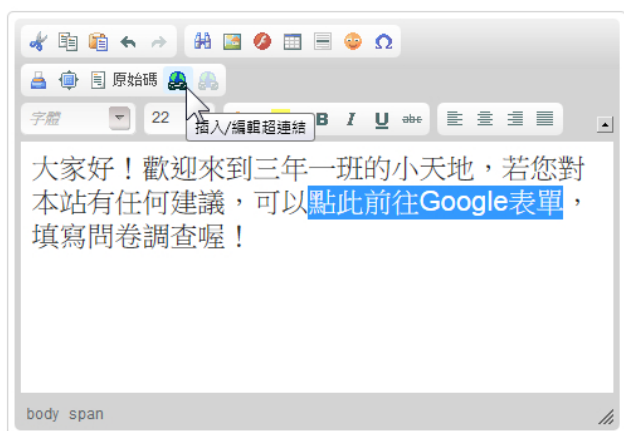 原始碼
字體
22
B I U abc
插入/編輯超連結
大家好！歡迎來到三年一班的小天地，若您對
本站有任何建議，可以點此前往Google表單，
填寫問卷調查喔！
body span